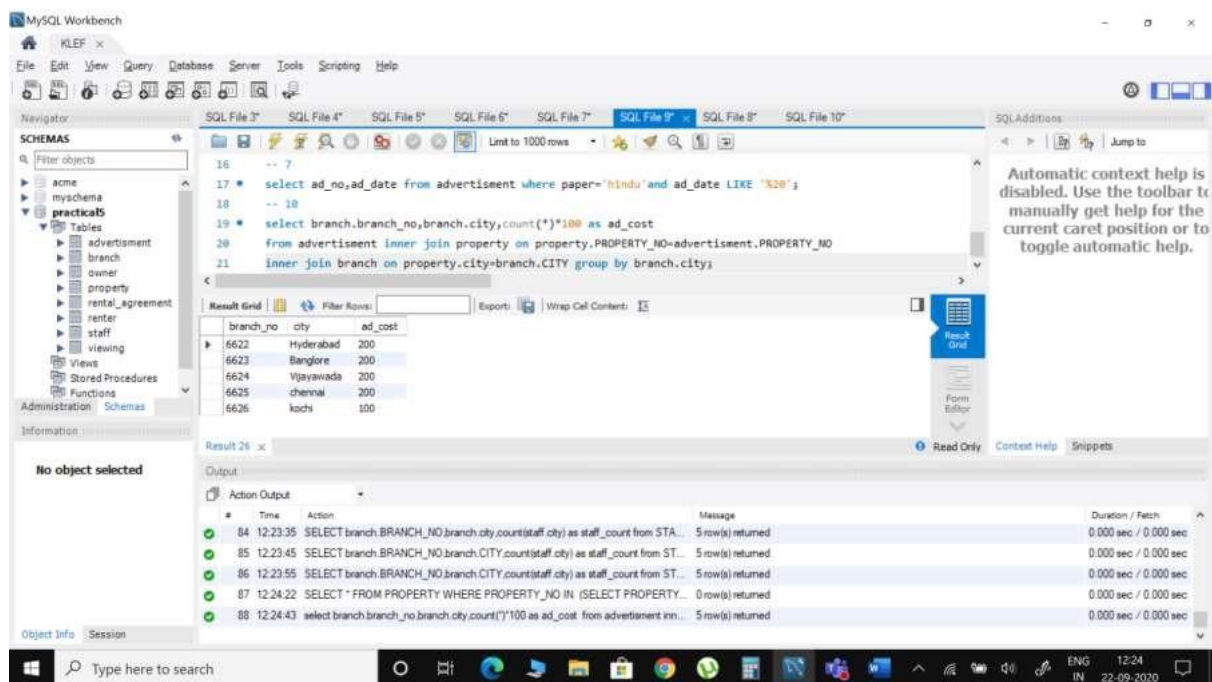 MySQL Workbench
KLEF ×
File Edit View Query Database Server Tools Scripting Help
Navigator
SCHEMAS
Filter objects
acme
myschema
practical5
Tables
advertisment
branch
owner
property
rental_agreement
renter
staff
viewing
Views
Stored Procedures
Functions
Administration Schemas
Information
No object selected
Object Info Session
SQL File 3* SQL File 4* SQL File 5* SQL File 6* SQL File 7* SQL File 9* × SQL File 8* SQL File 10*
Limit to 1000 rows
16 -- 7
17 select ad_no,ad_date from advertisment where paper='hindu'and ad_date LIKE '%20';
18 -- 10
19 select branch.branch_no,branch.city,count(*)*100 as ad_cost
20 from advertisment inner join property on property.PROPERTY_NO=advertisment.PROPERTY_NO
21 inner join branch on property.city=branch.CITY group by branch.city;
Result Grid Filter Rows: Export: Wrap Cell Content:
branch_no city ad_cost
6622 Hyderabad 200
6623 Banglore 200
6624 Vijayawada 200
6625 chennai 200
6626 kochi 100
Result Grid
Form Editor
Result 26 ×
Read Only
Output
Action Output
# Time Action Message Duration / Fetch
84 12:23:35 SELECT branch.BRANCH_NO,branch.city,count(staff.city) as staff_count from STA... 5 row(s) returned 0.000 sec / 0.000 sec
85 12:23:45 SELECT branch.BRANCH_NO,branch.CITY,count(staff.city) as staff_count from ST... 5 row(s) returned 0.000 sec / 0.000 sec
86 12:23:55 SELECT branch.BRANCH_NO,branch.CITY,count(staff.city) as staff_count from ST... 5 row(s) returned 0.000 sec / 0.000 sec
87 12:24:22 SELECT * FROM PROPERTY WHERE PROPERTY_NO IN (SELECT PROPERTY... 0 row(s) returned 0.000 sec / 0.000 sec
88 12:24:43 select branch.branch_no,branch.city,count(*)*100 as ad_cost from advertisment inn... 5 row(s) returned 0.000 sec / 0.000 sec
SQLAdditions
Jump to
Automatic context help is
disabled. Use the toolbar to
manually get help for the
current caret position or to
toggle automatic help.
Context Help Snippets
Type here to search
ENG
IN
12:24
22-09-2020